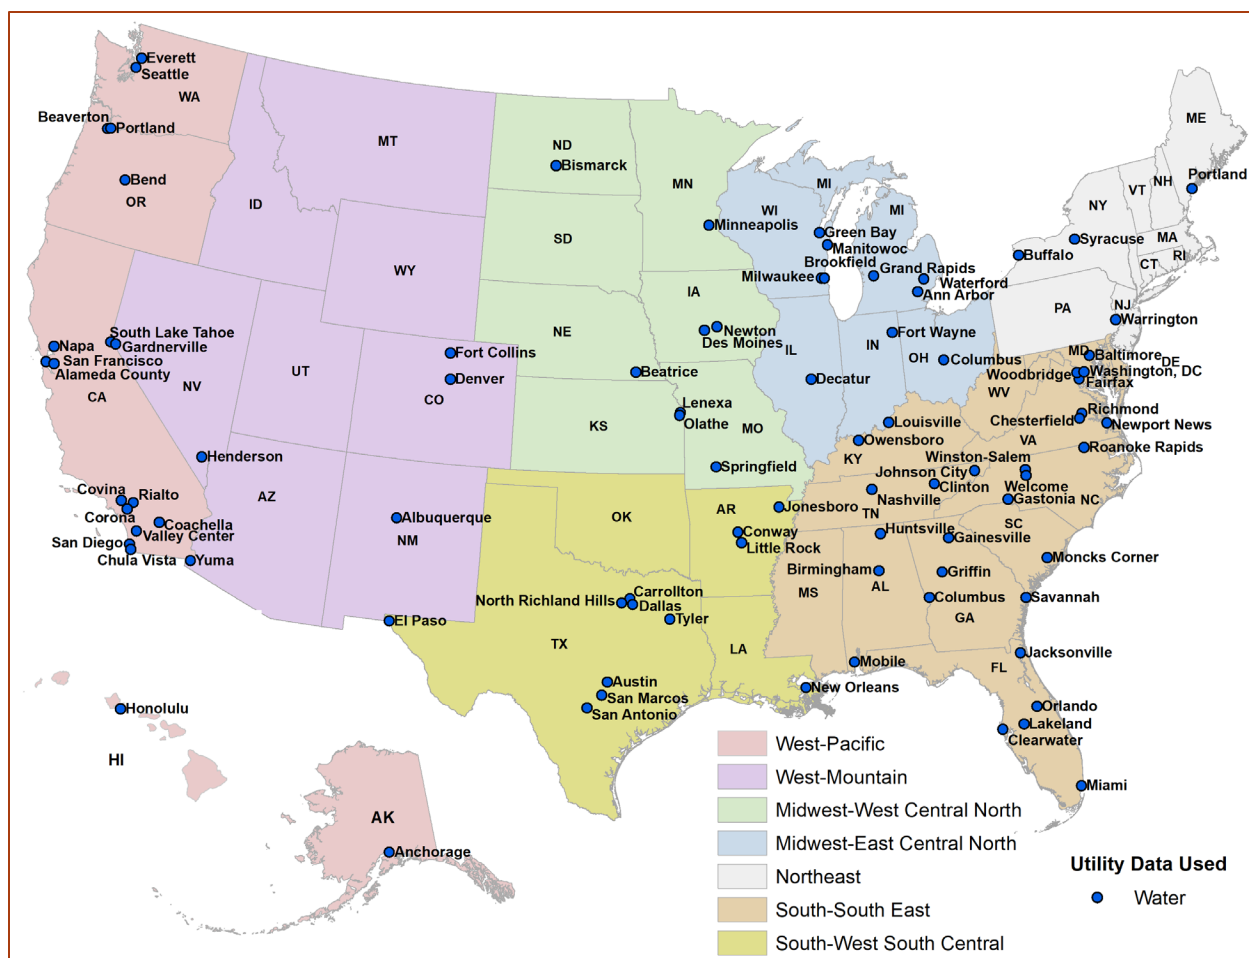 Everett
Seattle
WA
Beaverton
Portland
Bend
OR
ID
MT
WY
NV
UT
CO
AZ
NM
CA
ND
Bismarck
SD
NE
KS
MN
Minneapolis
IA
Newton
Des Moines
Beatrice
Lenexa
Olathe
MO
Springfield
WI
MI
MI
Green Bay
Manitowoc
Brookfield
Milwaukee
Grand Rapids
Waterford
Ann Arbor
IL
IN
OH
Fort Wayne
Columbus
Decatur
ME
Portland
VT
NH
NY
Syracuse
Buffalo
MA
CT
RI
PA
NJ
Warrington
MD
Baltimore
DE
Washington, DC
Woodbridge
Fairfax
WV
Richmond
Chesterfield
Newport News
VA
Roanoke Rapids
Louisville
Owensboro
KY
Winston-Salem
Johnson City
Welcome
Clinton
Gastonia
NC
Nashville
TN
Jonesboro
AR
Conway
Little Rock
Huntsville
SC
Gainesville
Moncks Corner
Birmingham
Griffin
MS
AL
Columbus
Savannah
GA
Mobile
Jacksonville
FL
Orlando
Lakeland
Clearwater
Miami
LA
New Orleans
OK
North Richland Hills
Carrollton
Dallas
Tyler
TX
El Paso
Austin
San Marcos
San Antonio
Albuquerque
Fort Collins
Denver
Napa
South Lake Tahoe
Gardnerville
San Francisco
Alameda County
Henderson
Covina
Rialto
Corona
Coachella
Valley Center
San Diego
Chula Vista
Yuma
Honolulu
HI
AK
Anchorage
West-Pacific
West-Mountain
Midwest-West Central North
Midwest-East Central North
Northeast
South-South East
South-West South Central
Utility Data Used
Water